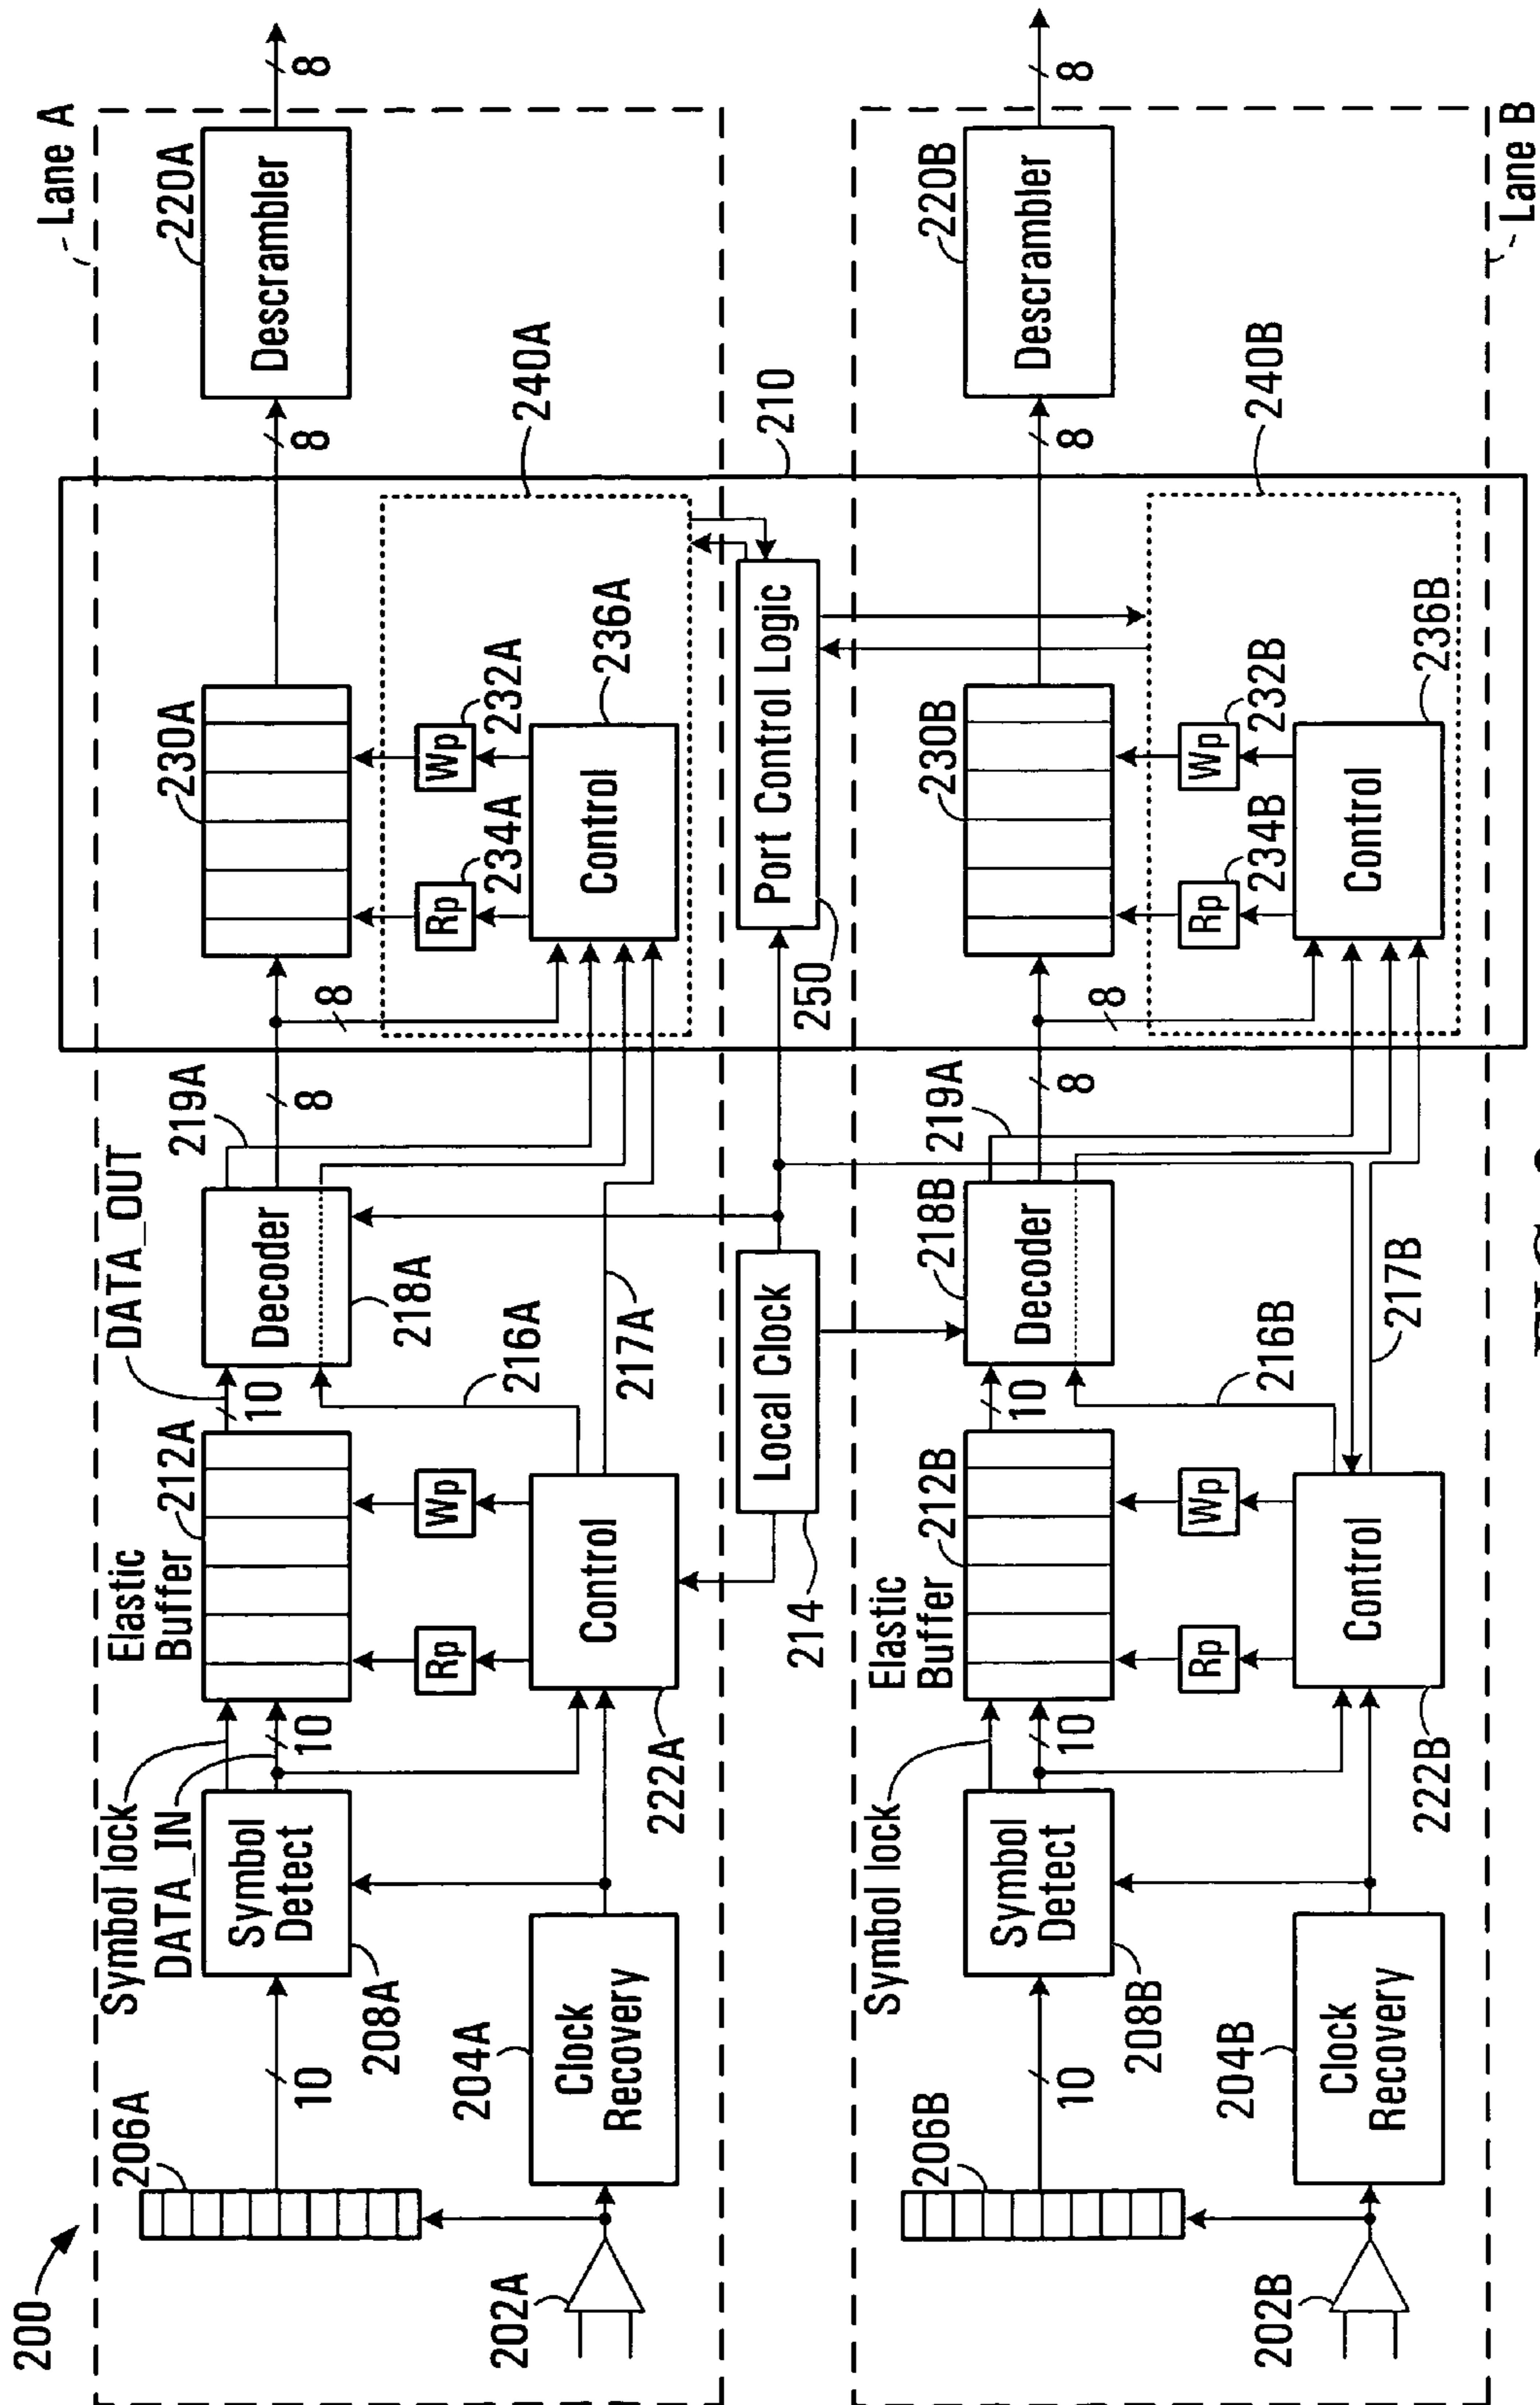 200
Lane A
206A
Symbol lock
DATA_IN
Elastic
Buffer
212A
DATA_OUT
219A
230A
220A
8
Symbol
Detect
10
Decoder
8
8
Descrambler
10
10
208A
218A
8
240A
204A
Clock
Recovery
Rp
Wp
216A
Rp
Wp
234A
232A
Control
Control
236A
202A
222A
217A
214
Local Clock
250
Port Control Logic
210
206B
Symbol lock
Elastic
Buffer
212B
218B
219A
230B
220B
8
Symbol
Detect
10
Decoder
8
8
Descrambler
10
10
208B
8
240B
204B
Clock
Recovery
Rp
Wp
216B
Rp
Wp
234B
232B
Control
Control
236B
202B
222B
217B
Lane B